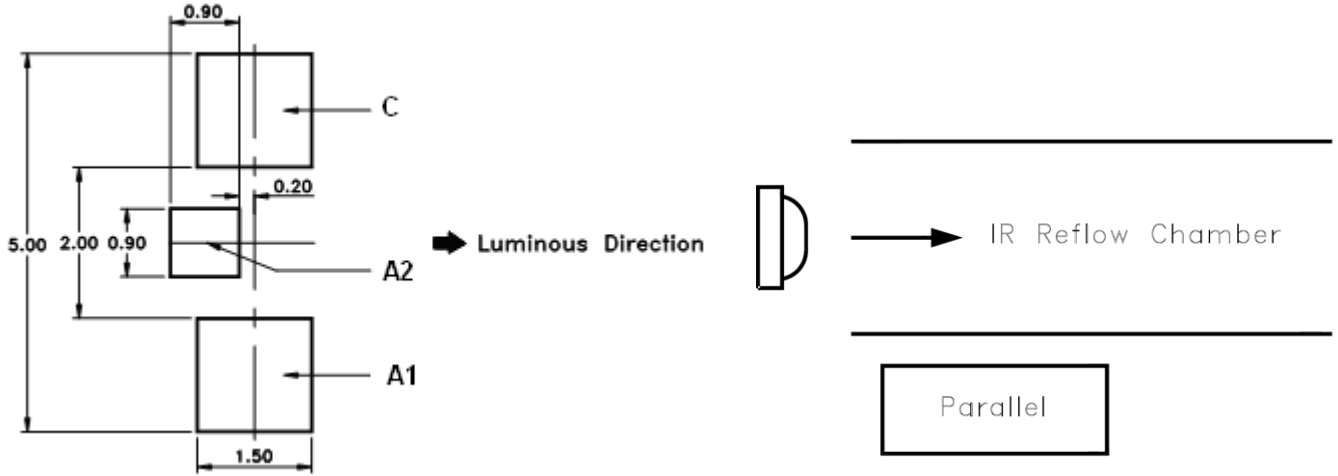 0.90
C
0.20
5.00 2.00 0.90
Luminous Direction
A2
A1
1.50
IR Reflow Chamber
Parallel